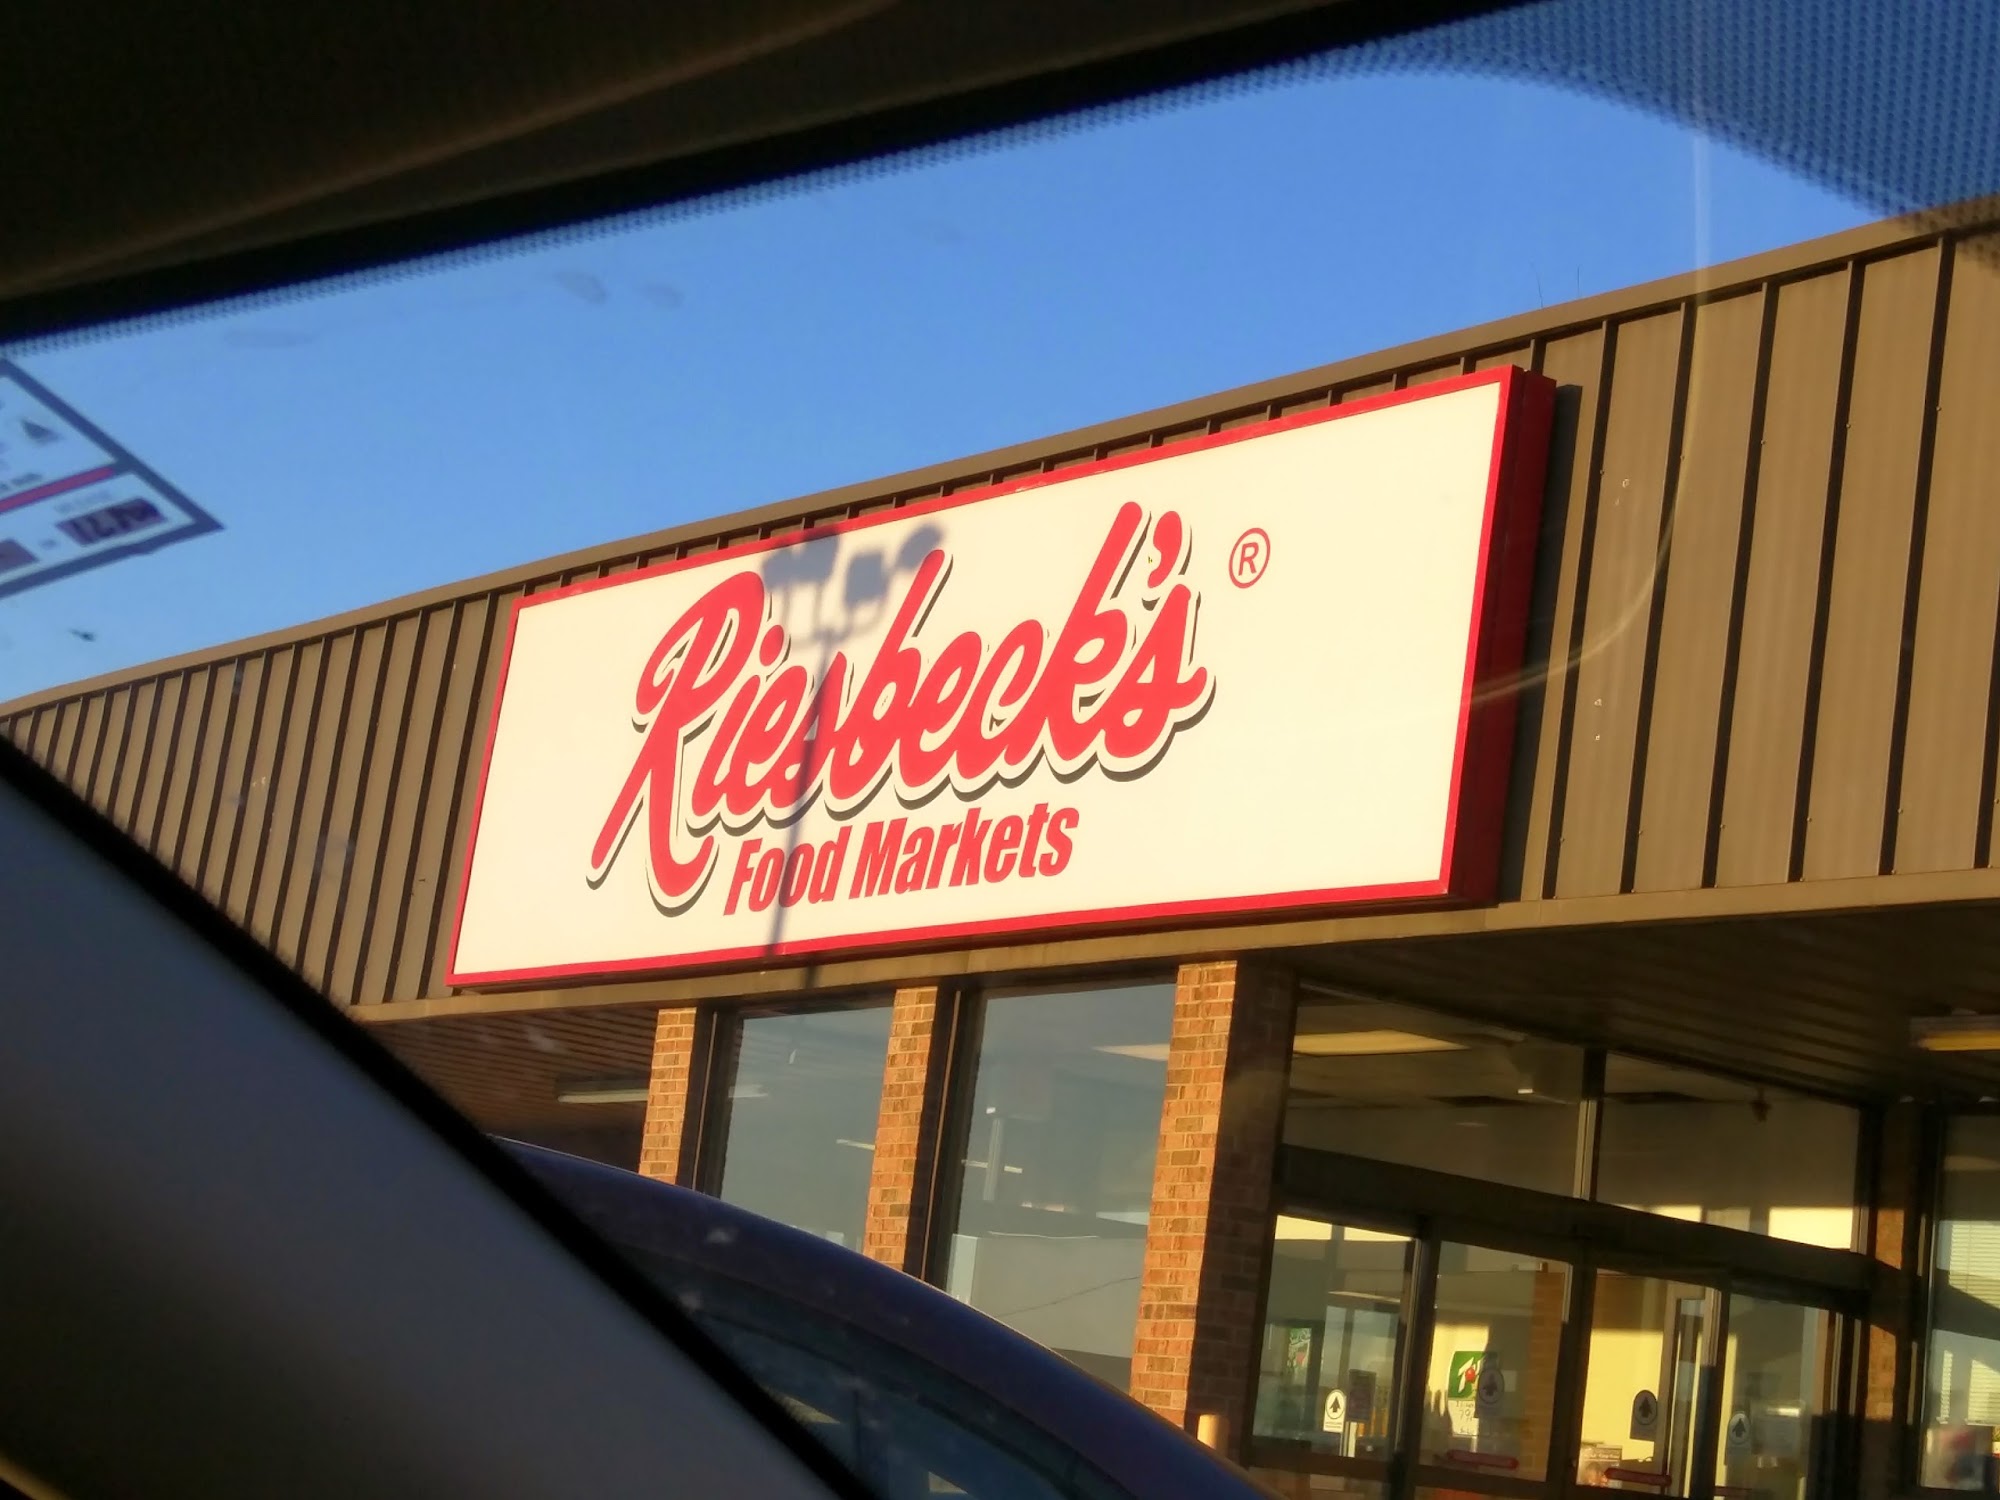 Riesbeck's ®
Food Markets